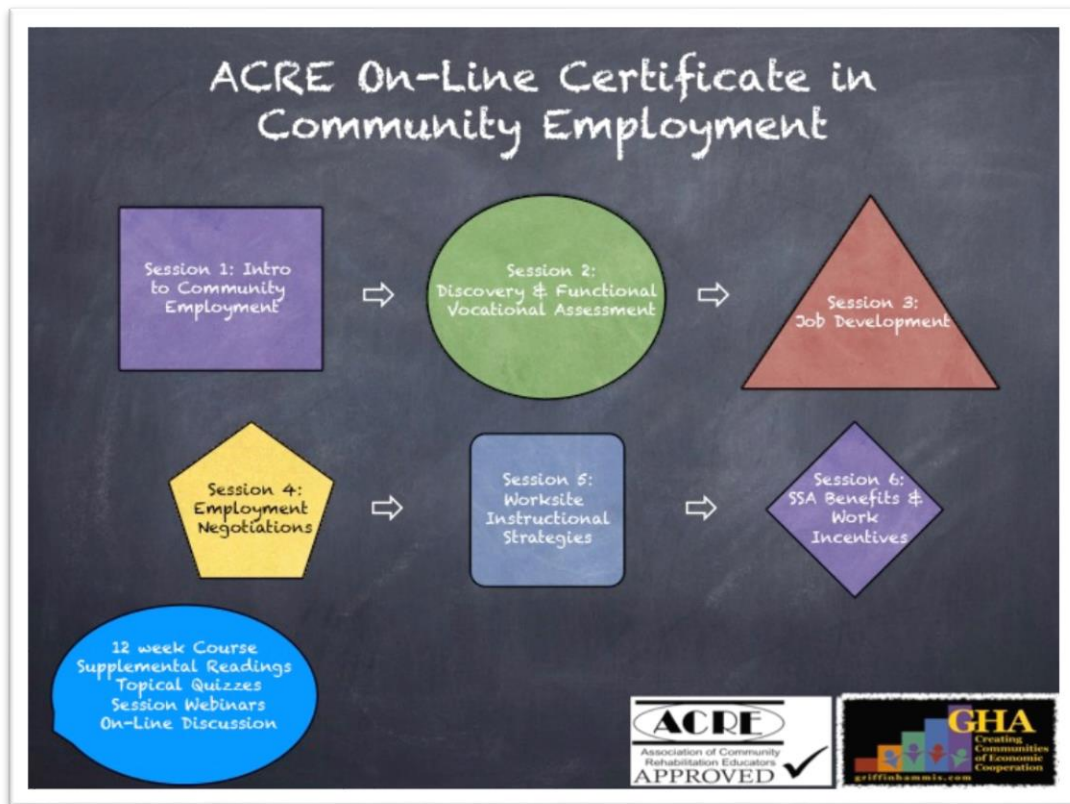 ACRE On-Line Certificate in
Community Employment
Session 1: Intro
to Community
Employment
Session 2:
Discovery & Functional
Vocational Assessment
Session 3:
Job Development
Session 4:
Employment
Negotiations
Session 5:
Worksite
Instructional
Strategies
Session 6:
SSA Benefits &
Work
Incentives
12 week Course
Supplemental Readings
Topical Quizzes
Session Webinars
On-Line Discussion
ACRE
Association of Community
Rehabilitation Educators
APPROVED
GHA
Creating
Communities
of Economic
Cooperation
griffinhammis.com